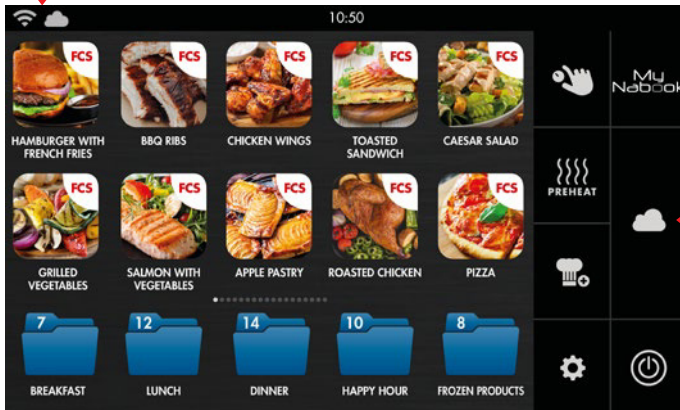 10:50
FCS
FCS
FCS
FCS
FCS
HAMBURGER WITH
FRENCH FRIES
BBQ RIBS
CHICKEN WINGS
TOASTED
SANDWICH
CAESAR SALAD
My
Nabook
PREHEAT
FCS
FCS
FCS
FCS
FCS
GRILLED
VEGETABLES
SALMON WITH
VEGETABLES
APPLE PASTRY
ROASTED CHICKEN
PIZZA
7
12
14
10
8
BREAKFAST
LUNCH
DINNER
HAPPY HOUR
FROZEN PRODUCTS